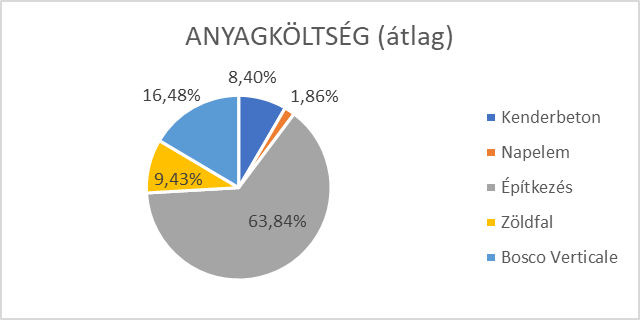 ANYAGKÖLTSÉG (átlag)
8,40%
1,86%
16,48%
9,43%
63,84%
Kenderbeton
Napelem
Építkezés
Zöldfal
Bosco Verticale